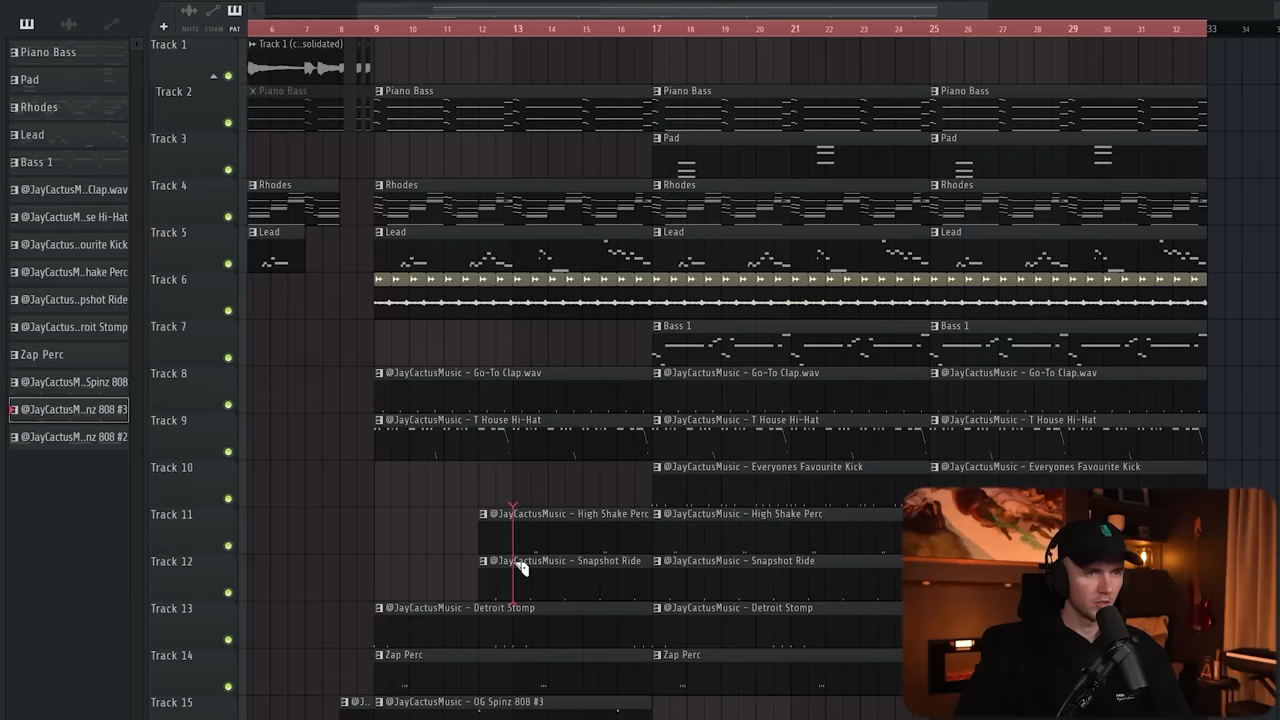 NOTE CHAN PAT
6 7 8 9 10 11 12 13 14 15 16 17 18 19 20 21 22 23 24 25 26 27 28 29 30 31 32 33 34
Piano Bass
Pad
Rhodes
Lead
Bass 1
@JayCactusM..Clap.wav
@JayCactusM..se Hi-Hat
@JayCactus..ourite Kick
@JayCactusM..hake Perc
@JayCactus..pshot Ride
@JayCactus..roit Stomp
Zap Perc
@JayCactusM..Spinz 808
@JayCactusM..nz 808 #3
@JayCactusM..nz 808 #2
Track 1
Track 1 (c..solidated)
Track 2
Piano Bass Piano Bass Piano Bass Piano Bass
Track 3
Pad Pad
Track 4
Rhodes Rhodes Rhodes Rhodes
Track 5
Lead Lead Lead Lead
Track 6
Track 7
Bass 1 Bass 1
Track 8
@JayCactusMusic - Go-To Clap.wav @JayCactusMusic - Go-To Clap.wav @JayCactusMusic - Go-To Clap.wav
Track 9
@JayCactusMusic - T House Hi-Hat @JayCactusMusic - T House Hi-Hat @JayCactusMusic - T House Hi-Hat
Track 10
@JayCactusMusic - Everyones Favourite Kick @JayCactusMusic - Everyones Favourite Kick
Track 11
@JayCactusMusic - High Shake Perc @JayCactusMusic - High Shake Perc
Track 12
@JayCactusMusic - Snapshot Ride @JayCactusMusic - Snapshot Ride
Track 13
@JayCactusMusic - Detroit Stomp @JayCactusMusic - Detroit Stomp
Track 14
Zap Perc Zap Perc
Track 15
@J.. @JayCactusMusic - OG Spinz 808 #3